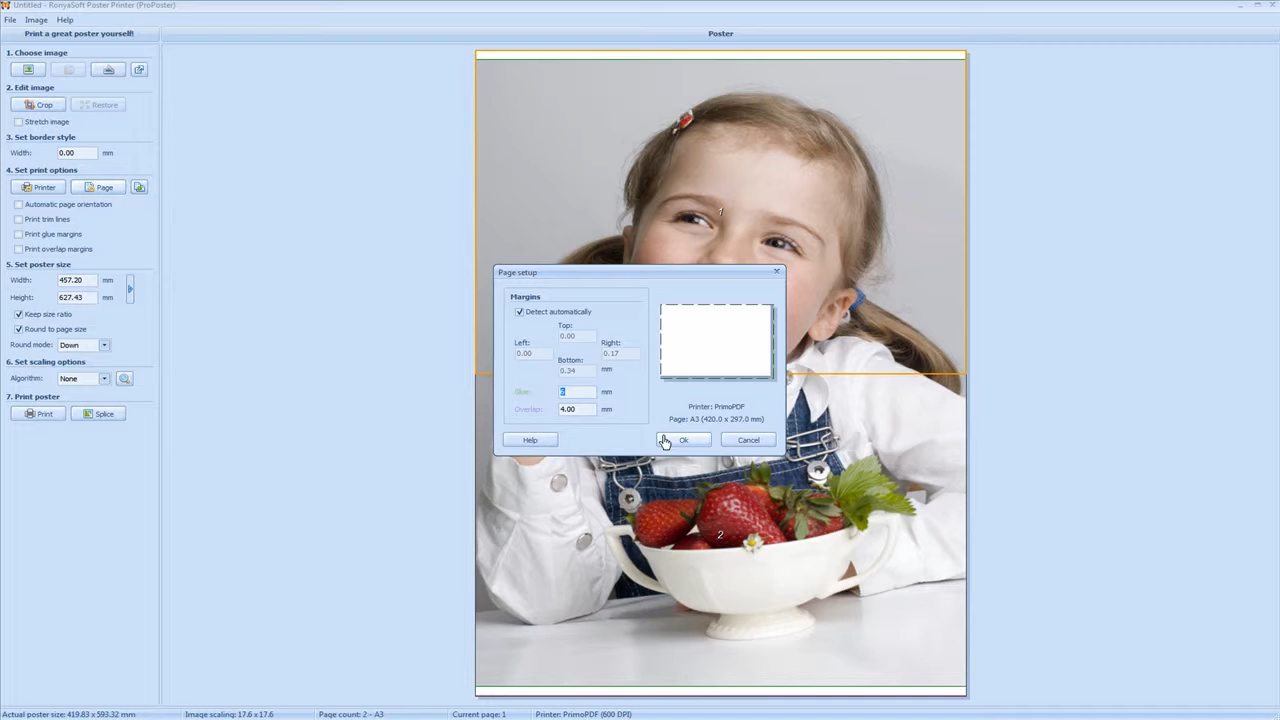 Untitled - RonyaSoft Poster Printer (ProPoster)
File Image Help
Print a great poster yourself!
Poster
1. Choose image
2. Edit image
Crop
Restore
Stretch image
3. Set border style
Width: 0.00 mm
4. Set print options
Printer
Page
Automatic page orientation
Print trim lines
Print glue margins
Print overlap margins
5. Set poster size
Width: 457.20 mm
Height: 627.43 mm
Keep size ratio
Round to page size
Round mode: Down
6. Set scaling options
Algorithm: None
7. Print poster
Print
Splice
1
Page setup
Margins
Detect automatically
Top:
0.00
Left:
0.00
Right:
0.17
Bottom:
0.34 mm
Glue: 6 mm
Overlap: 4.00 mm
Printer: PrimoPDF
Page: A3 (420.0 x 297.0 mm)
Help
Ok
Cancel
2
Actual poster size: 419.83 x 593.32 mm
Image scaling: 17.6 x 17.6
Page count: 2 - A3
Current page: 1
Printer: PrimoPDF (600 DPI)